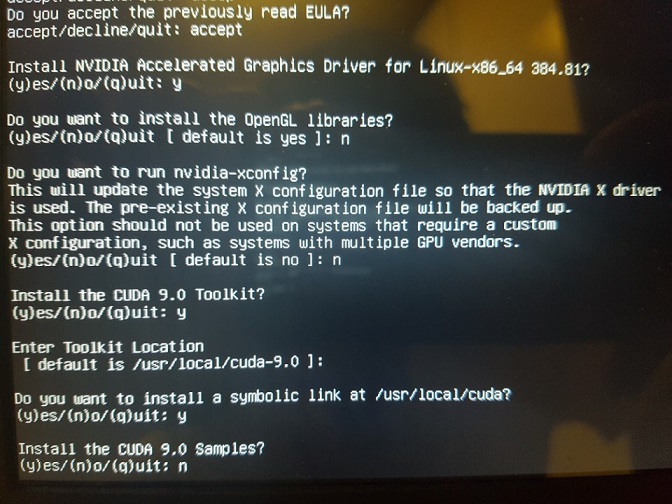 Do you accept the previously read EULA?
accept/decline/quit: accept
Install NVIDIA Accelerated Graphics Driver for Linux-x86_64 384.81?
(y)es/(n)o/(q)uit: y
Do you want to install the OpenGL libraries?
(y)es/(n)o/(q)uit [ default is yes ]: n
Do you want to run nvidia-xconfig?
This will update the system X configuration file so that the NVIDIA X driver
is used. The pre-existing X configuration file will be backed up.
This option should not be used on systems that require a custom
X configuration, such as systems with multiple GPU vendors.
(y)es/(n)o/(q)uit [ default is no ]: n
Install the CUDA 9.0 Toolkit?
(y)es/(n)o/(q)uit: y
Enter Toolkit Location
[ default is /usr/local/cuda-9.0 ]:
Do you want to install a symbolic link at /usr/local/cuda?
(y)es/(n)o/(q)uit: y
Install the CUDA 9.0 Samples?
(y)es/(n)o/(q)uit: n